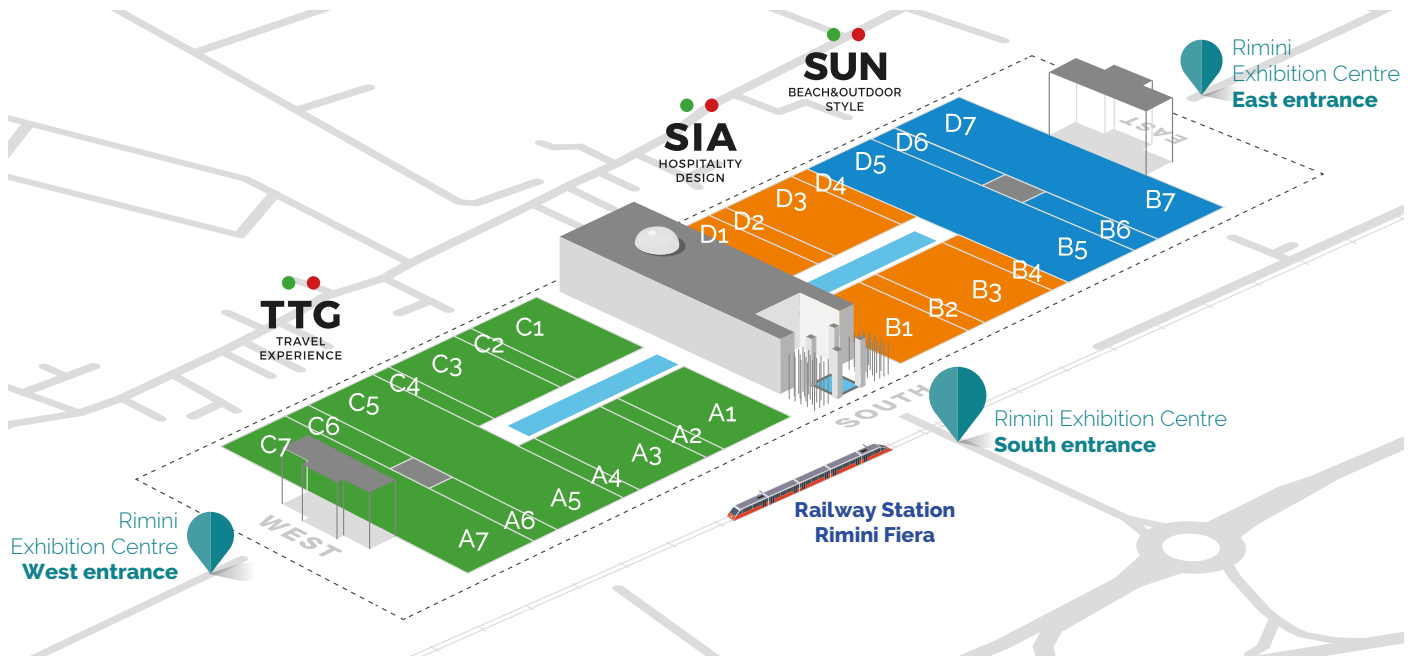 SUN
BEACH&OUTDOOR
STYLE
Rimini
Exhibition Centre
East entrance
SIA
HOSPITALITY
DESIGN
EAST
D7
D6
D5
D4
D3
D2
D1
B7
B6
B5
B4
B3
B2
B1
TTG
TRAVEL
EXPERIENCE
C1
C2
C3
C4
C5
C6
C7
A1
A2
A3
A4
A5
A6
A7
SOUTH
Rimini Exhibition Centre
South entrance
Railway Station
Rimini Fiera
WEST
Rimini
Exhibition Centre
West entrance